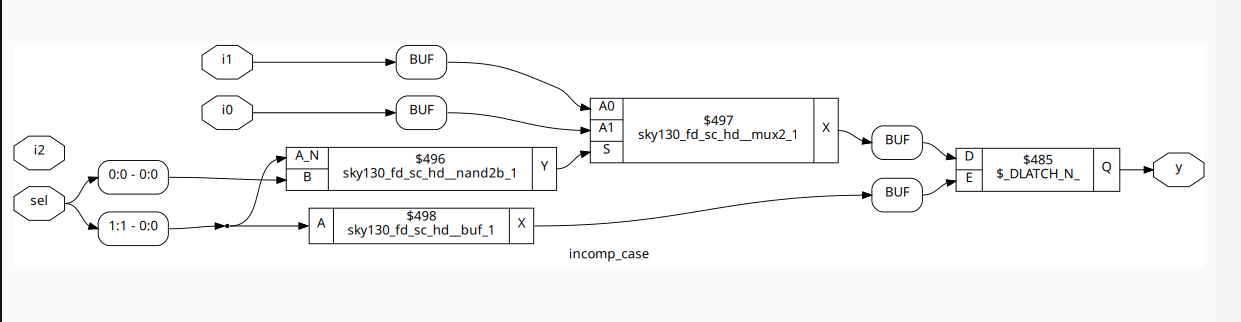 i1
BUF
i0
BUF
A0
A1
S
$497
sky130_fd_sc_hd__mux2_1
X
i2
sel
0:0 - 0:0
1:1 - 0:0
A_N
B
$496
sky130_fd_sc_hd__nand2b_1
Y
A
$498
sky130_fd_sc_hd__buf_1
X
BUF
BUF
D
E
$485
$_DLATCH_N_
Q
y
incomp_case